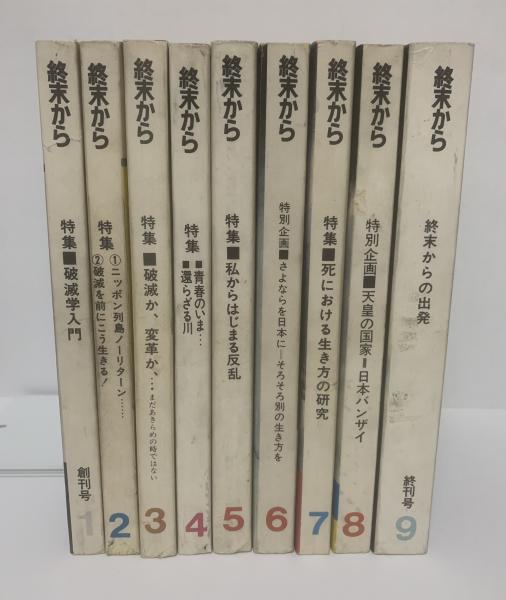 終末から
特集■破滅学入門
創刊号
1
終末から
特集
①ニッポン列島ノーリターン……
②破滅を前にこう生きる!
2
終末から
特集■破滅か、変革か、…まだあきらめの時ではない
3
終末から
特集
■青春のいま…
■還らざる川
4
終末から
特集■私からはじまる反乱
5
終末から
特別企画■さよならを日本に―そろそろ別の生き方を
6
終末から
特集■死における生き方の研究
7
終末から
特別企画■天皇の国家＝日本バンザイ
8
終末から
終末からの出発
終刊号
9